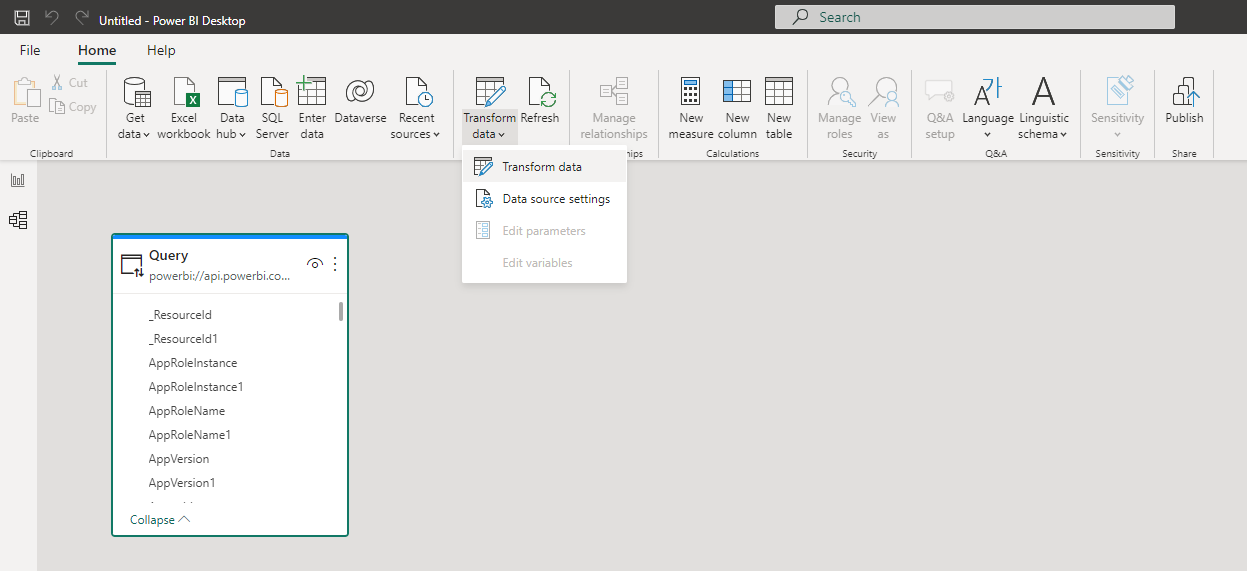 Untitled - Power BI Desktop
Search
File Home Help
Paste
Cut
Copy
Clipboard
Get data
Excel workbook
Data hub
SQL Server
Enter data
Dataverse
Recent sources
Data
Transform data
Refresh
Manage relationships
ips
New measure
New column
New table
Calculations
Manage roles
View as
Security
Q&A setup
Language
Linguistic schema
Q&A
Sensitivity
Sensitivity
Publish
Share
Transform data
Data source settings
Edit parameters
Edit variables
Query
powerbi://api.powerbi.co...
_ResourceId
_ResourceId1
AppRoleInstance
AppRoleInstance1
AppRoleName
AppRoleName1
AppVersion
AppVersion1
Collapse